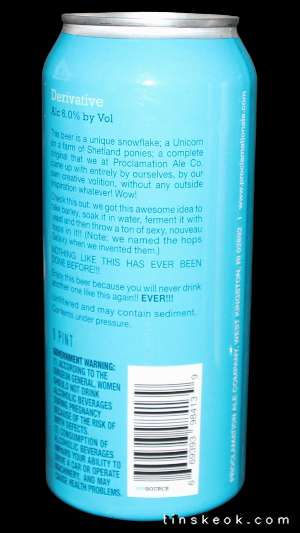 Derivative
Alc 6.0% by Vol
This beer is a unique snowflake; a Unicorn
on a farm of Shetland ponies; a complete
original that we at Proclamation Ale Co.
came up with entirely by ourselves, by our
own creative volition, without any outside
inspiration whatever! Wow!
Check this out: we got this awesome idea to
take barley, soak it in water, ferment it with
yeast and then throw a ton of sexy, nouveau
hops in it!!! (Note: we named the hops
Galaxy when we invented them.)
NOTHING LIKE THIS HAS EVER BEEN
DONE BEFORE!!!
Enjoy this beer because you will never drink
another one like this again!! EVER!!!
Unfiltered and may contain sediment.
Contents under pressure.
1 PINT
GOVERNMENT WARNING:
(1) ACCORDING TO THE
SURGEON GENERAL, WOMEN
SHOULD NOT DRINK
ALCOHOLIC BEVERAGES
DURING PREGNANCY
BECAUSE OF THE RISK OF
BIRTH DEFECTS.
(2) CONSUMPTION OF
ALCOHOLIC BEVERAGES
IMPAIRS YOUR ABILITY TO
DRIVE A CAR OR OPERATE
MACHINERY, AND MAY
CAUSE HEALTH PROBLEMS.
PROCLAMATION ALE COMPANY, WEST KINGSTON, RI 02892 | www.proclamationale.com
tinskeok.com